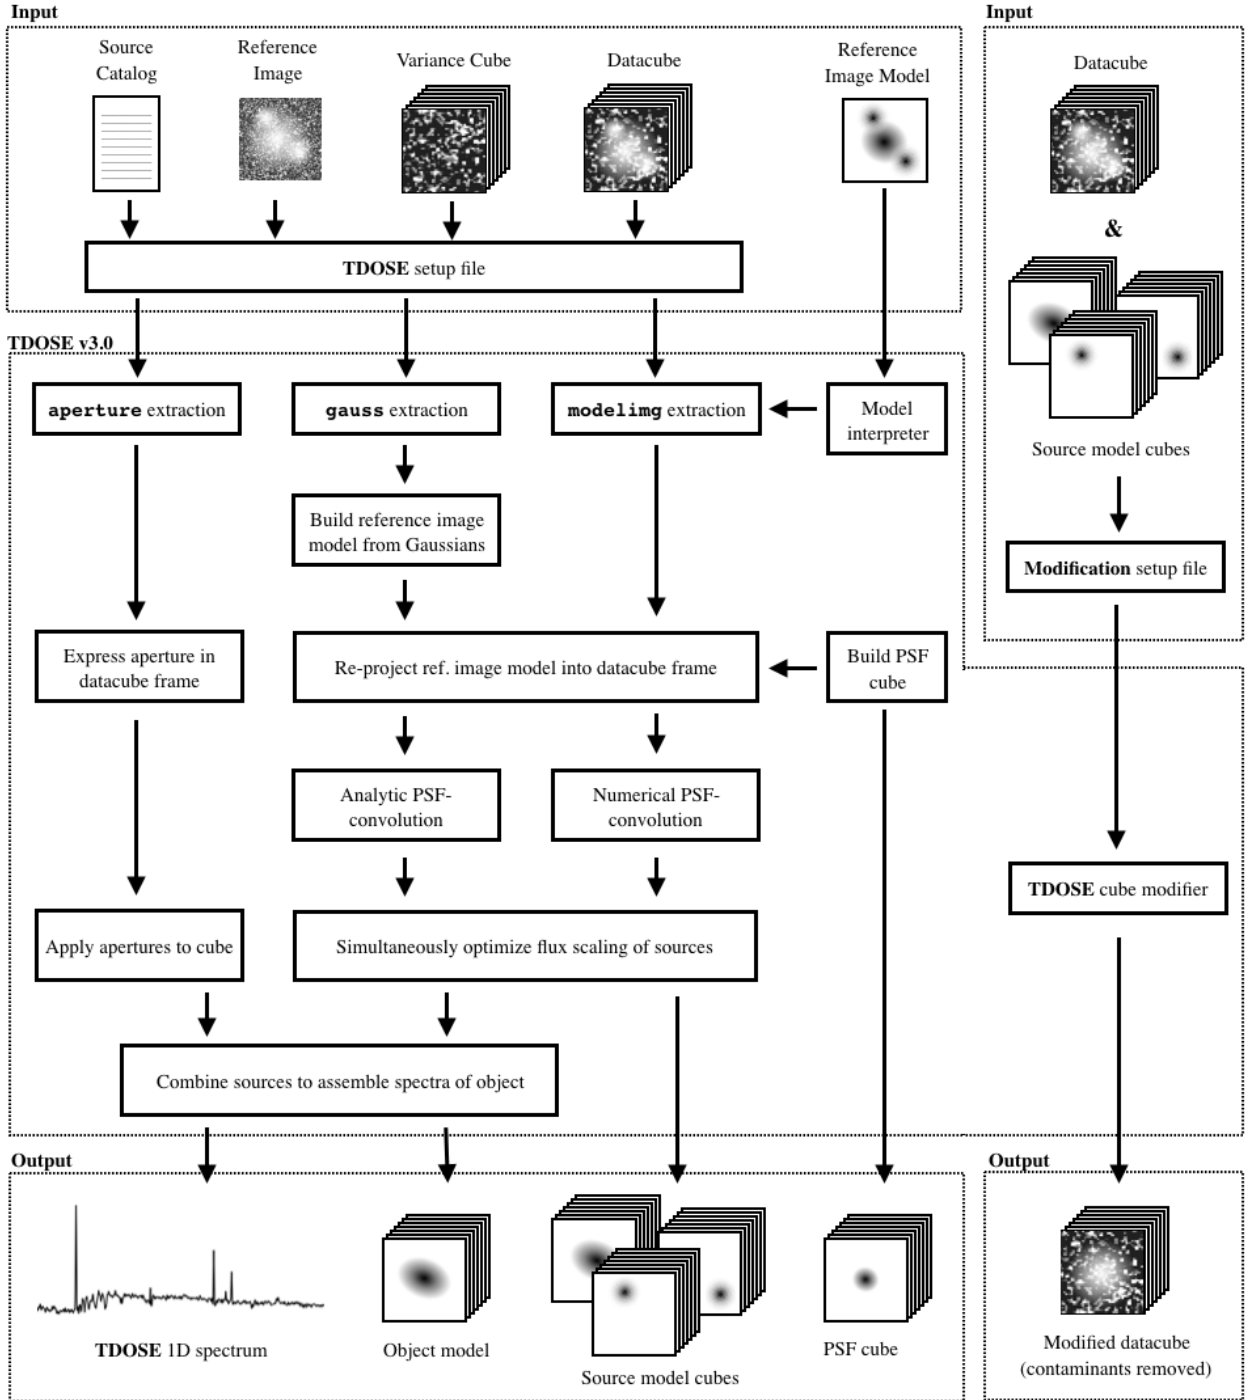 Input
Source
Catalog
Reference
Image
Variance Cube
Datacube
Reference
Image Model
TDOSE setup file
Input
Datacube
&
Source model cubes
Modification setup file
TDOSE v3.0
aperture extraction
gauss extraction
modelimg extraction
Model
interpreter
Build reference image
model from Gaussians
Express aperture in
datacube frame
Re-project ref. image model into datacube frame
Build PSF
cube
Analytic PSF-
convolution
Numerical PSF-
convolution
TDOSE cube modifier
Apply apertures to cube
Simultaneously optimize flux scaling of sources
Combine sources to assemble spectra of object
Output
TDOSE 1D spectrum
Object model
Source model cubes
PSF cube
Output
Modified datacube
(contaminants removed)